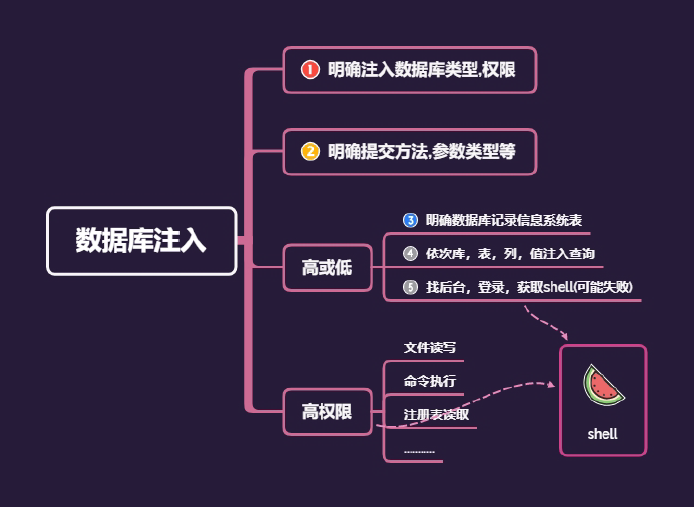 数据库注入
1 明确注入数据库类型,权限
2 明确提交方法,参数类型等
高或低
3 明确数据库记录信息系统表
4 依次库，表，列，值注入查询
5 找后台，登录，获取shell(可能失败)
高权限
文件读写
命令执行
注册表读取
...........
shell